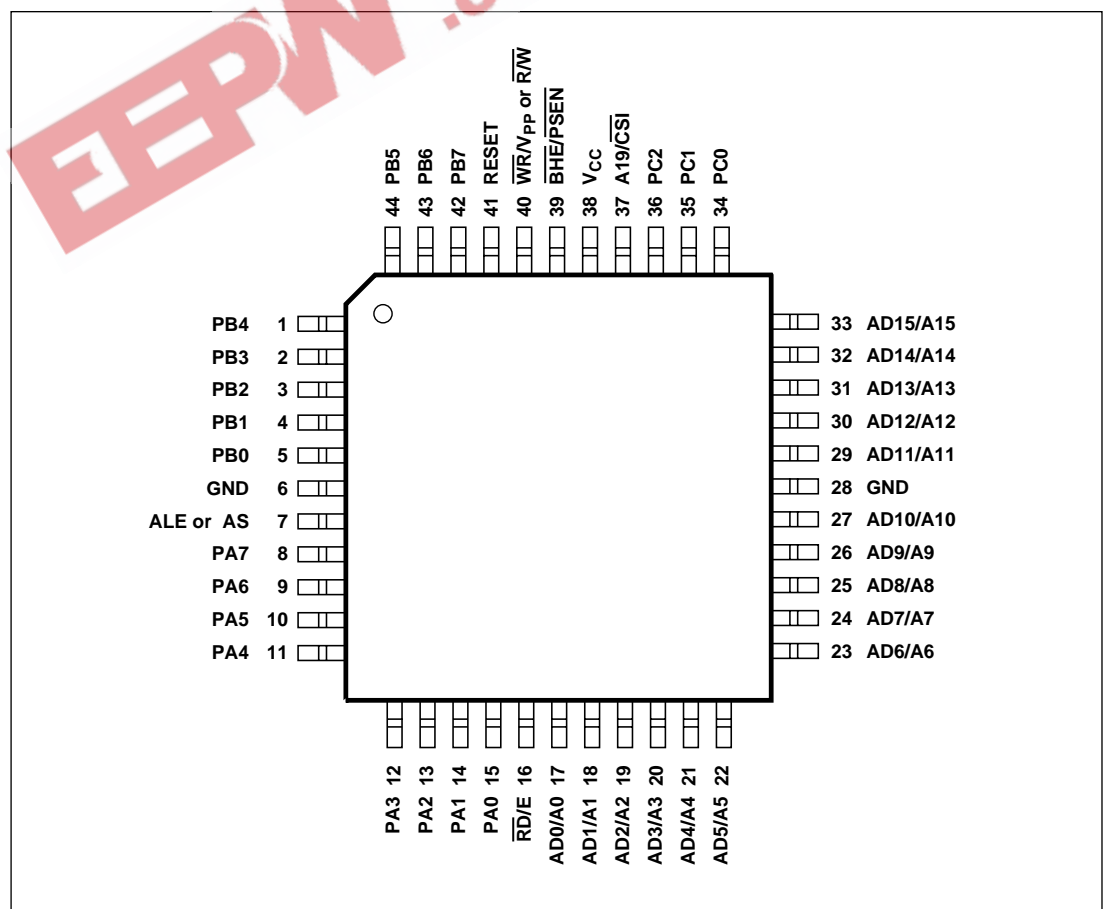 EEPW.c
44 PB5
43 PB6
42 PB7
41 RESET
40 W̅R̅/VPP or R̅/̅W̅
39 B̅H̅E̅/P̅S̅E̅N̅
38 VCC
37 A19/C̅S̅I̅
36 PC2
35 PC1
34 PC0
PB4 1
PB3 2
PB2 3
PB1 4
PB0 5
GND 6
ALE or AS 7
PA7 8
PA6 9
PA5 10
PA4 11
33 AD15/A15
32 AD14/A14
31 AD13/A13
30 AD12/A12
29 AD11/A11
28 GND
27 AD10/A10
26 AD9/A9
25 AD8/A8
24 AD7/A7
23 AD6/A6
PA3 12
PA2 13
PA1 14
PA0 15
R̅D̅/E 16
AD0/A0 17
AD1/A1 18
AD2/A2 19
AD3/A3 20
AD4/A4 21
AD5/A5 22